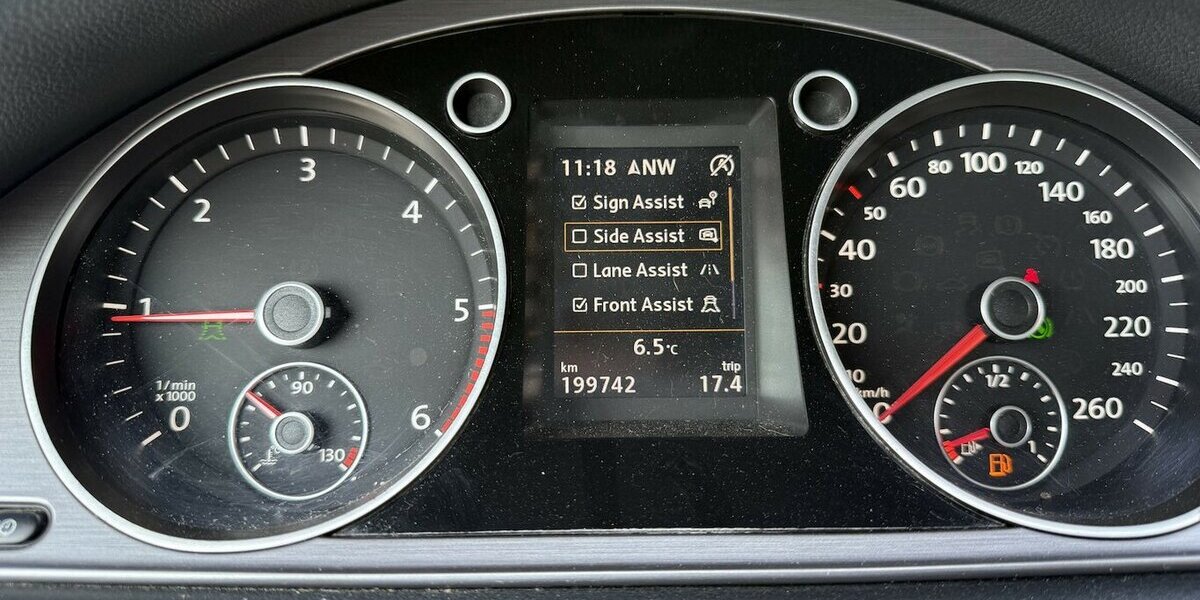 1/min
x 1000
0
1
2
3
4
5
6
90
130
11:18 NW
Sign Assist
Side Assist
Lane Assist
Front Assist
6.5°C
km
trip
199742
17.4
km/h
0
10
20
30
40
50
60
80
100
120
140
160
180
200
220
240
260
1/2
1